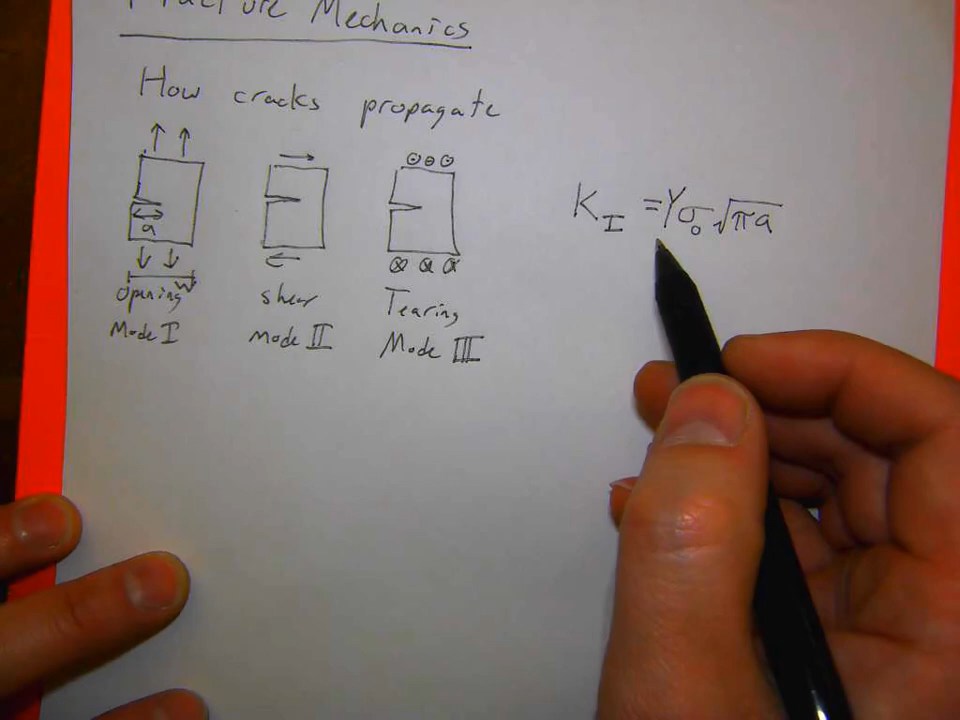 Fracture Mechanics
How cracks propagate
a
w
opening
Mode I
shear
mode II
Tearing
Mode III
K_I = Yσ₀√πa